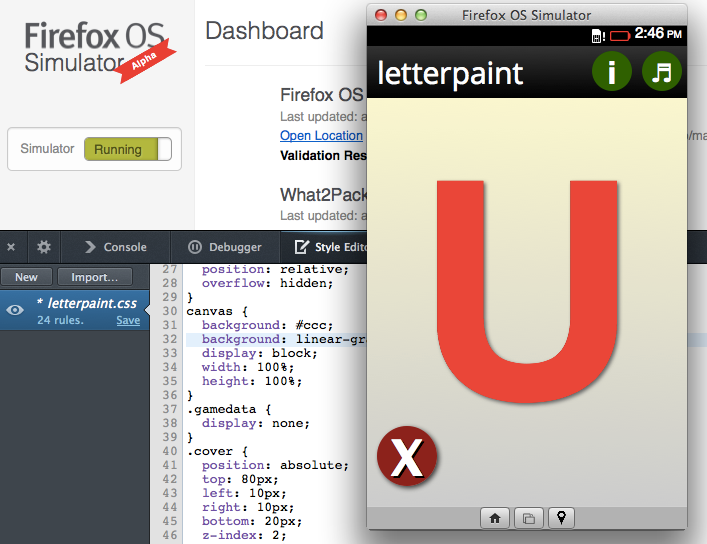 Firefox OS
Simulator
Alpha
Simulator Running
Dashboard
Firefox OS
Last updated: a
Open Location
Validation Res
What2Pack
Last updated: a
Firefox OS Simulator
2:46 PM
letterpaint
i
U
X
Console
Debugger
Style Edito
New
Import...
* letterpaint.css
24 rules.
Save
27 position: relative;
28 overflow: hidden;
29 }
30 canvas {
31 background: #ccc;
32 background: linear-gra
33 display: block;
34 width: 100%;
35 height: 100%;
36 }
37 .gamedata {
38 display: none;
39 }
40 .cover {
41 position: absolute;
42 top: 80px;
43 left: 10px;
44 right: 10px;
45 bottom: 20px;
46 z-index: 2;